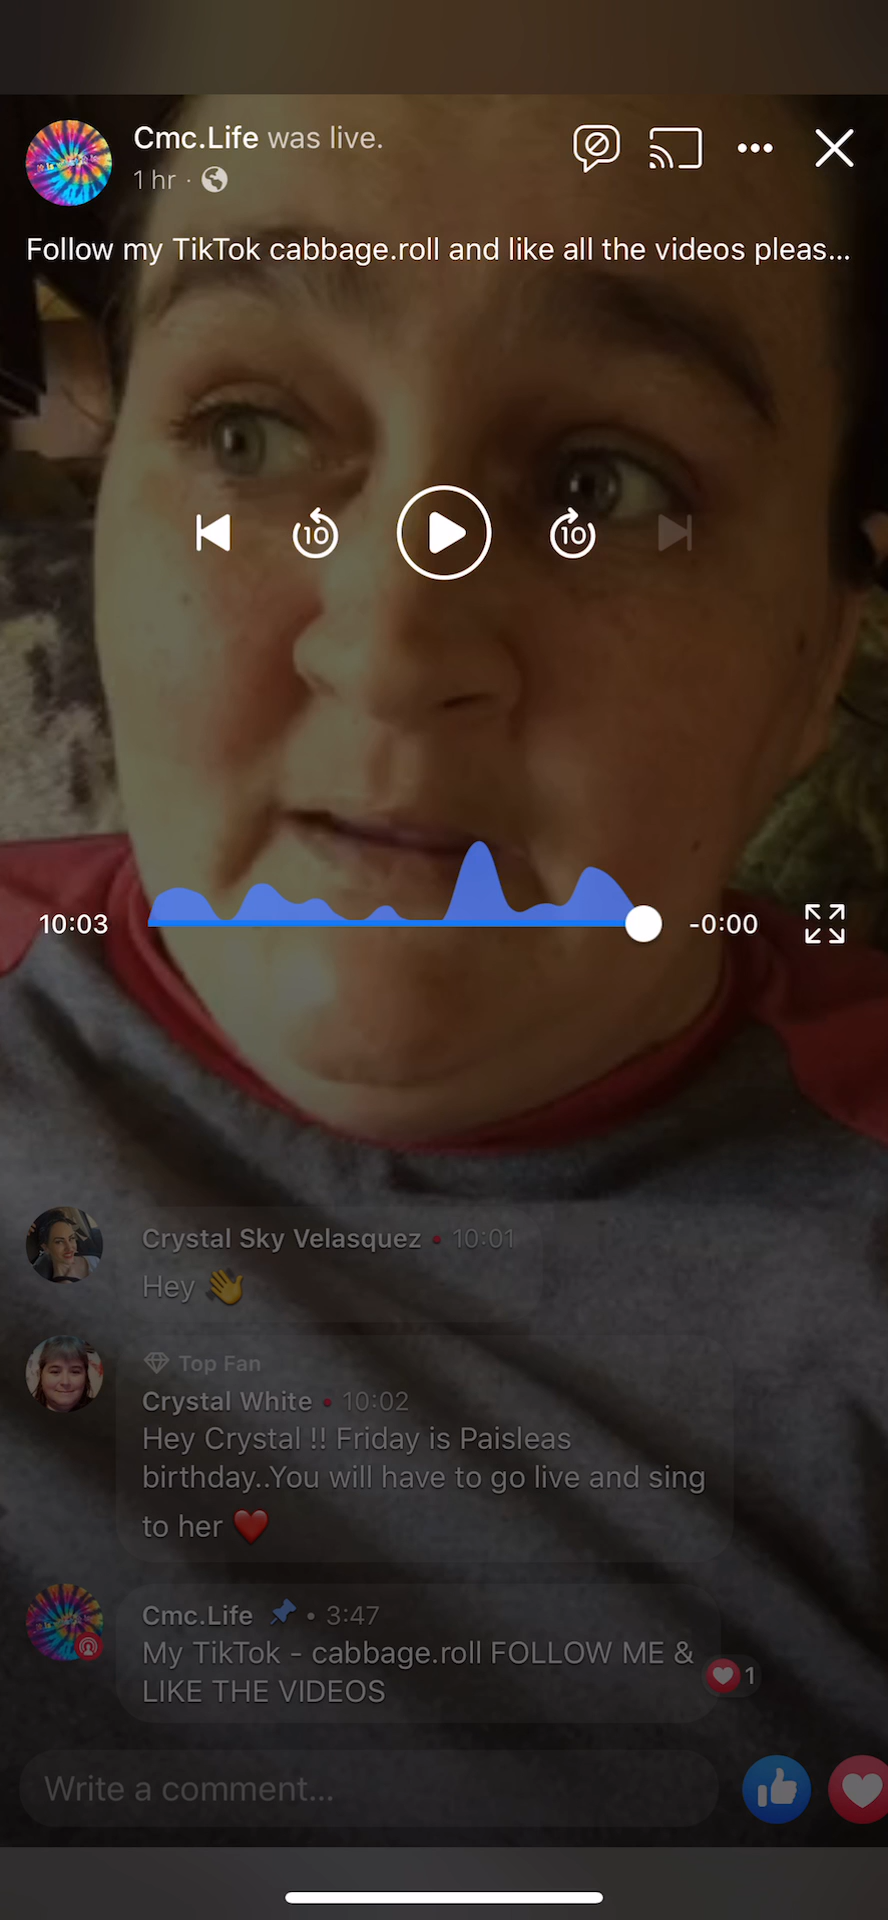 Cmc.Life was live.
1 hr ·
Follow my TikTok cabbage.roll and like all the videos pleas...
10
10
10:03
-0:00
Crystal Sky Velasquez • 10:01
Hey 👋
Top Fan
Crystal White • 10:02
Hey Crystal !! Friday is Paisleas
birthday..You will have to go live and sing
to her ❤️
Cmc.Life 📌 • 3:47
My TikTok - cabbage.roll FOLLOW ME &
LIKE THE VIDEOS
1
Write a comment...